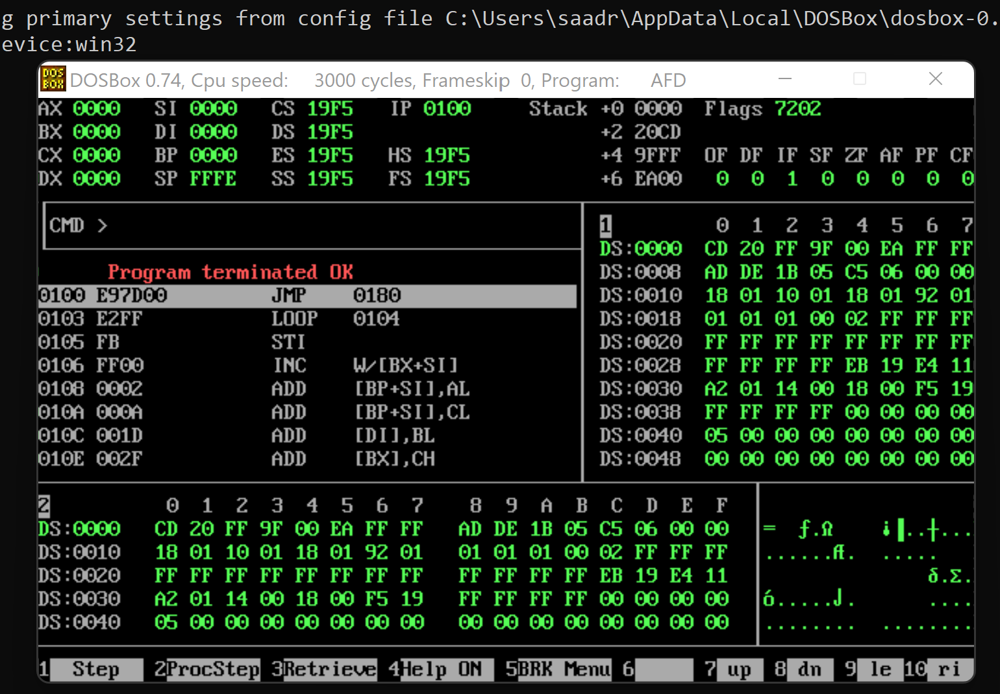 g primary settings from config file C:\Users\saadr\AppData\Local\DOSBox\dosbox-0.
evice:win32
DOSBox 0.74, Cpu speed: 3000 cycles, Frameskip 0, Program: AFD
AX 0000 SI 0000 CS 19F5 IP 0100 Stack +0 0000 Flags 7202
BX 0000 DI 0000 DS 19F5 +2 20CD
CX 0000 BP 0000 ES 19F5 HS 19F5 +4 9FFF OF DF IF SF ZF AF PF CF
DX 0000 SP FFFE SS 19F5 FS 19F5 +6 EA00 0 0 1 0 0 0 0 0
CMD >
Program terminated OK
0100 E97D00 JMP 0180
0103 E2FF LOOP 0104
0105 FB STI
0106 FF00 INC W/[BX+SI]
0108 0002 ADD [BP+SI],AL
010A 000A ADD [BP+SI],CL
010C 001D ADD [DI],BL
010E 002F ADD [BX],CH
1 0 1 2 3 4 5 6 7
DS:0000 CD 20 FF 9F 00 EA FF FF
DS:0008 AD DE 1B 05 C5 06 00 00
DS:0010 18 01 10 01 18 01 92 01
DS:0018 01 01 01 00 02 FF FF FF
DS:0020 FF FF FF FF FF FF FF FF
DS:0028 FF FF FF FF EB 19 E4 11
DS:0030 A2 01 14 00 18 00 F5 19
DS:0038 FF FF FF FF 00 00 00 00
DS:0040 05 00 00 00 00 00 00 00
DS:0048 00 00 00 00 00 00 00 00
2 0 1 2 3 4 5 6 7 8 9 A B C D E F
DS:0000 CD 20 FF 9F 00 EA FF FF AD DE 1B 05 C5 06 00 00 = ƒ.Ω ¡▌..┼...
DS:0010 18 01 10 01 18 01 92 01 01 01 01 00 02 FF FF FF ......Æ. .....
DS:0020 FF FF FF FF FF FF FF FF FF FF FF FF EB 19 E4 11 δ.Σ.
DS:0030 A2 01 14 00 18 00 F5 19 FF FF FF FF 00 00 00 00 ó.....⌡. ....
DS:0040 05 00 00 00 00 00 00 00 00 00 00 00 00 00 00 00 ........ ........
1 Step 2ProcStep 3Retrieve 4Help ON 5BRK Menu 6 7 up 8 dn 9 le 10 ri